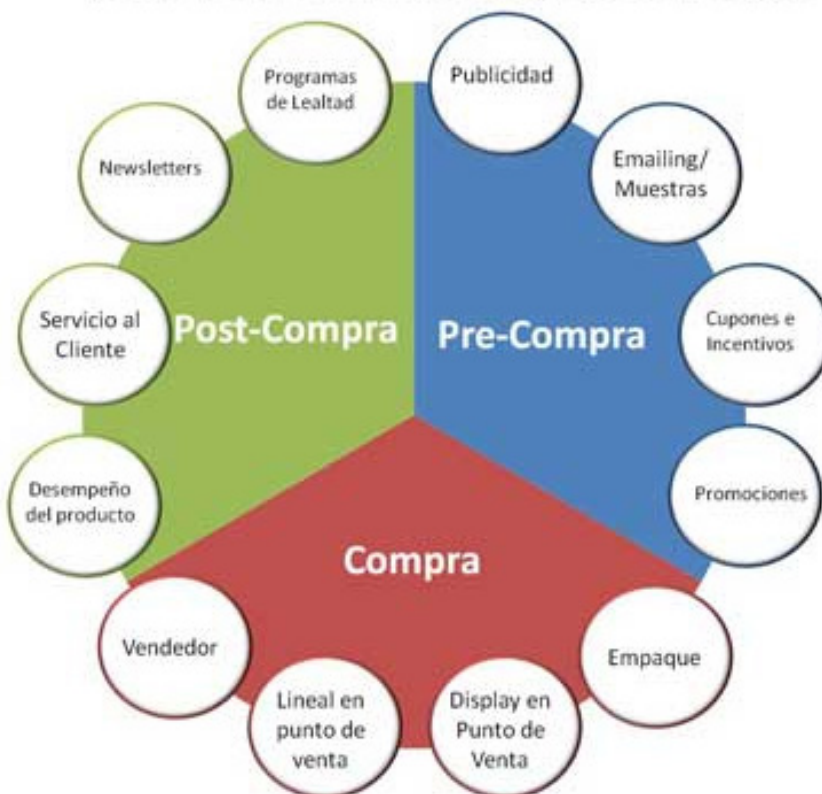 Programas
de Lealtad
Publicidad
Newsletters
Emailing/
Muestras
Servicio al
Cliente
Post-Compra
Pre-Compra
Cupones e
Incentivos
Desempeño
del producto
Promociones
Compra
Vendedor
Empaque
Lineal en
punto de
venta
Display en
Punto de
Venta